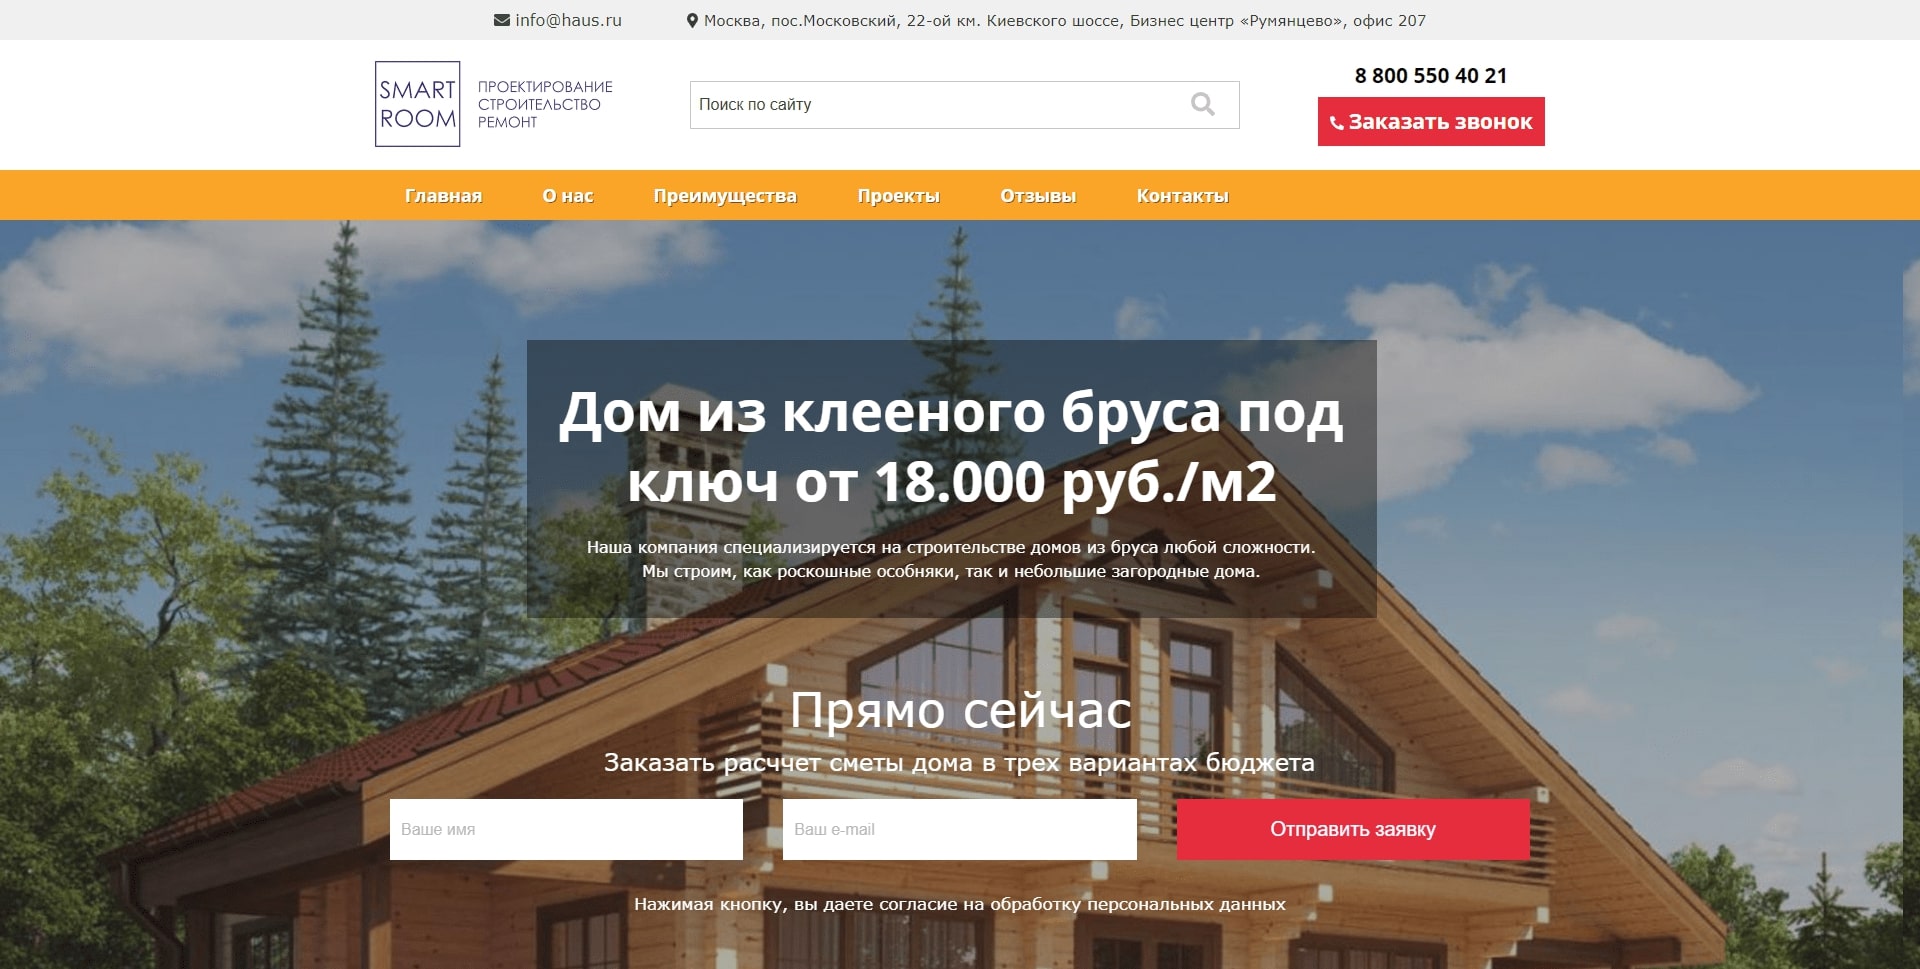 info@haus.ru
Москва, пос.Московский, 22-ой км. Киевского шоссе, Бизнес центр «Румянцево», офис 207
SMART
ROOM
ПРОЕКТИРОВАНИЕ
СТРОИТЕЛЬСТВО
РЕМОНТ
Поиск по сайту
8 800 550 40 21
Заказать звонок
Главная
О нас
Преимущества
Проекты
Отзывы
Контакты
Дом из клееного бруса под
ключ от 18.000 руб./м2
Наша компания специализируется на строительстве домов из бруса любой сложности.
Мы строим, как роскошные особняки, так и небольшие загородные дома.
Прямо сейчас
Заказать расччет сметы дома в трех вариантах бюджета
Ваше имя
Ваш e-mail
Отправить заявку
Нажимая кнопку, вы даете согласие на обработку персональных данных